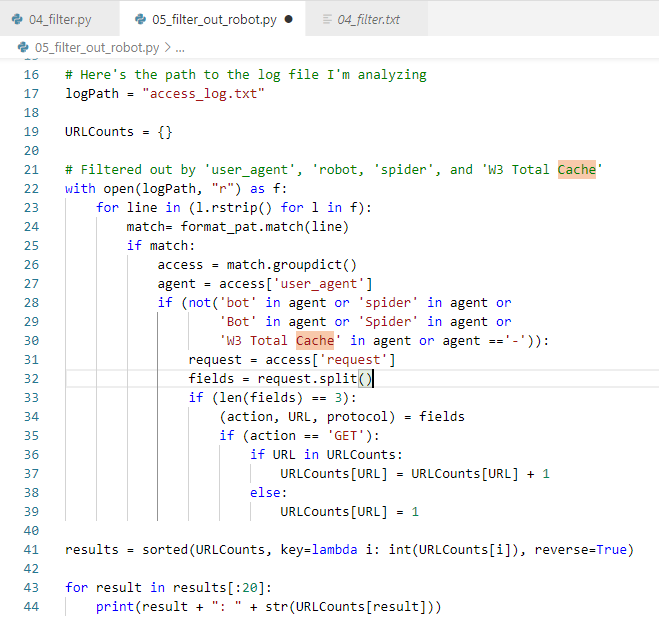 04_filter.py
05_filter_out_robot.py
04_filter.txt
05_filter_out_robot.py > ...
16 # Here's the path to the log file I'm analyzing
17 logPath = "access_log.txt"
18
19 URLCounts = {}
20
21 # Filtered out by 'user_agent', 'robot, 'spider', and 'W3 Total Cache'
22 with open(logPath, "r") as f:
23     for line in (l.rstrip() for l in f):
24         match= format_pat.match(line)
25         if match:
26             access = match.groupdict()
27             agent = access['user_agent']
28             if (not('bot' in agent or 'spider' in agent or
29                     'Bot' in agent or 'Spider' in agent or
30                     'W3 Total Cache' in agent or agent =='-')):
31                 request = access['request']
32                 fields = request.split()
33                 if (len(fields) == 3):
34                     (action, URL, protocol) = fields
35                     if (action == 'GET'):
36                         if URL in URLCounts:
37                             URLCounts[URL] = URLCounts[URL] + 1
38                         else:
39                             URLCounts[URL] = 1
40
41 results = sorted(URLCounts, key=lambda i: int(URLCounts[i]), reverse=True)
42
43 for result in results[:20]:
44     print(result + ": " + str(URLCounts[result]))